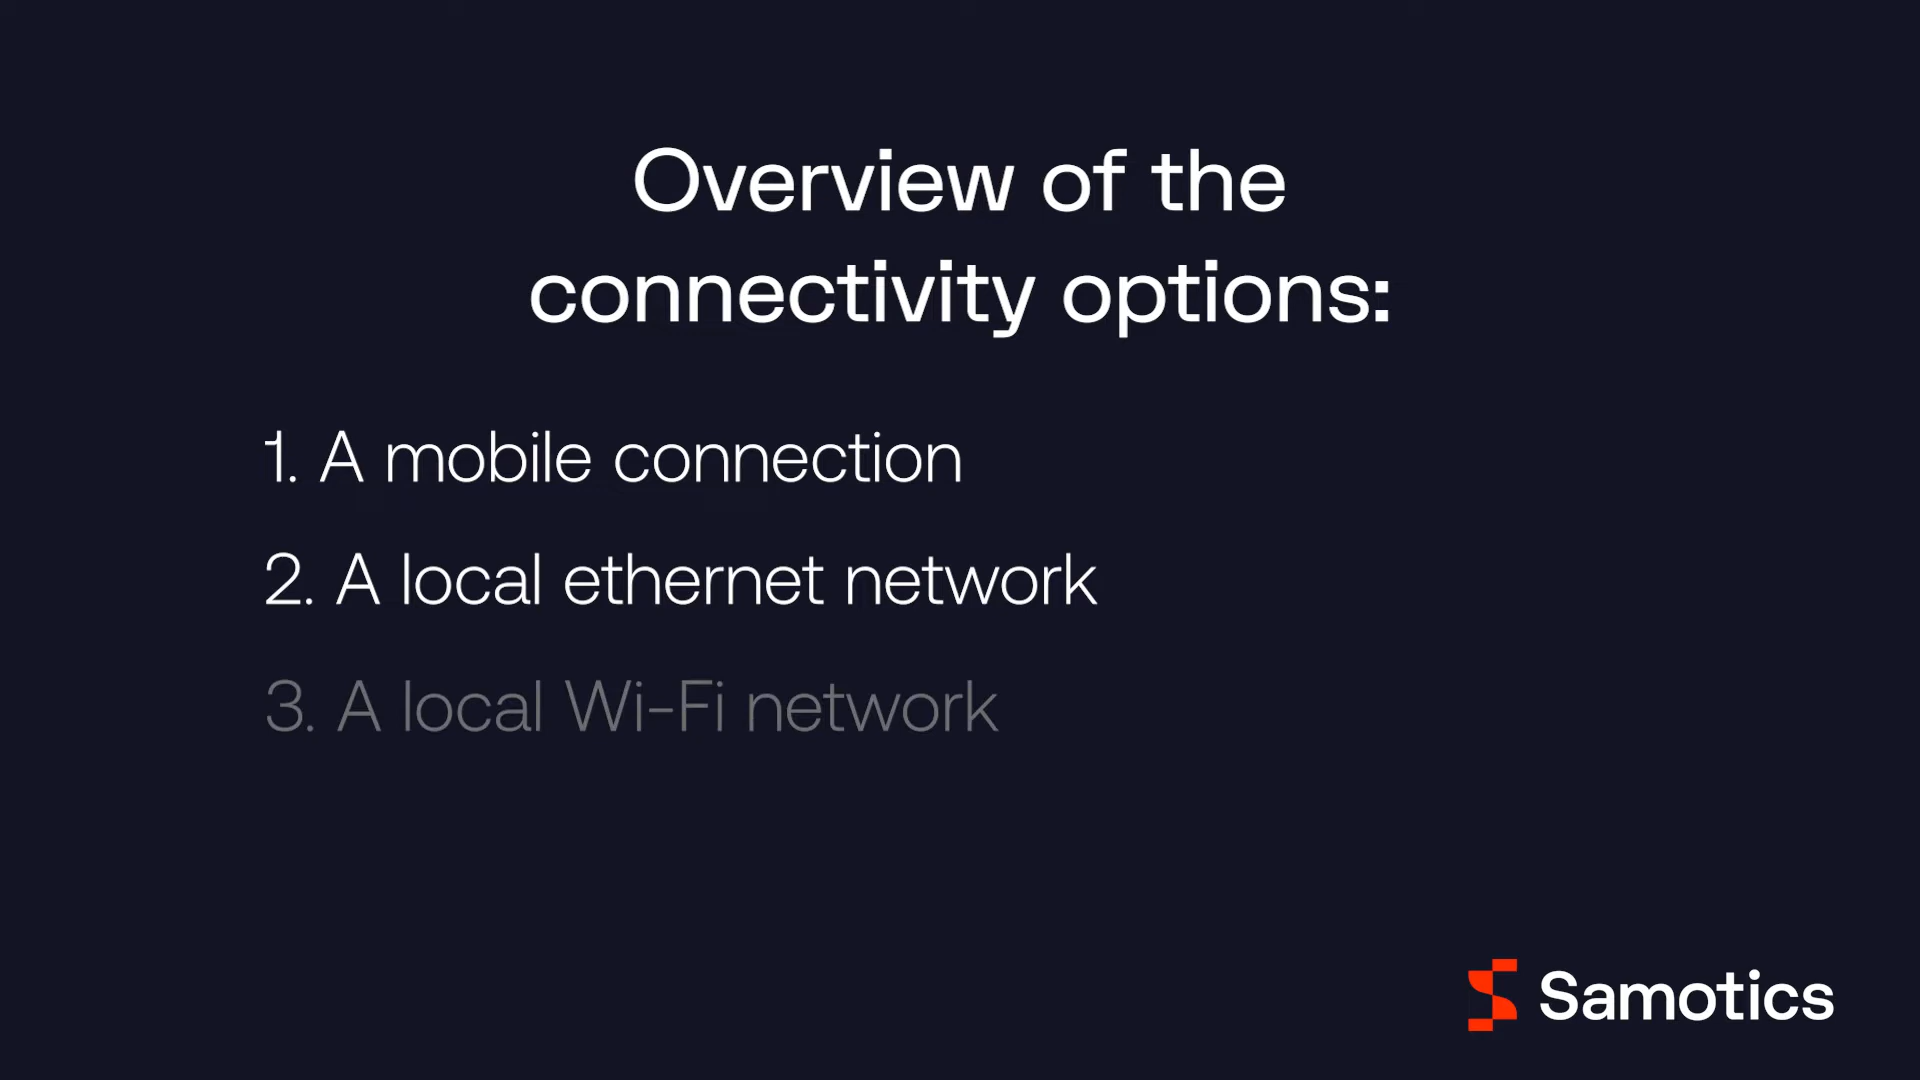 Overview of the
connectivity options:
1. A mobile connection
2. A local ethernet network
3. A local Wi-Fi network
Samotics